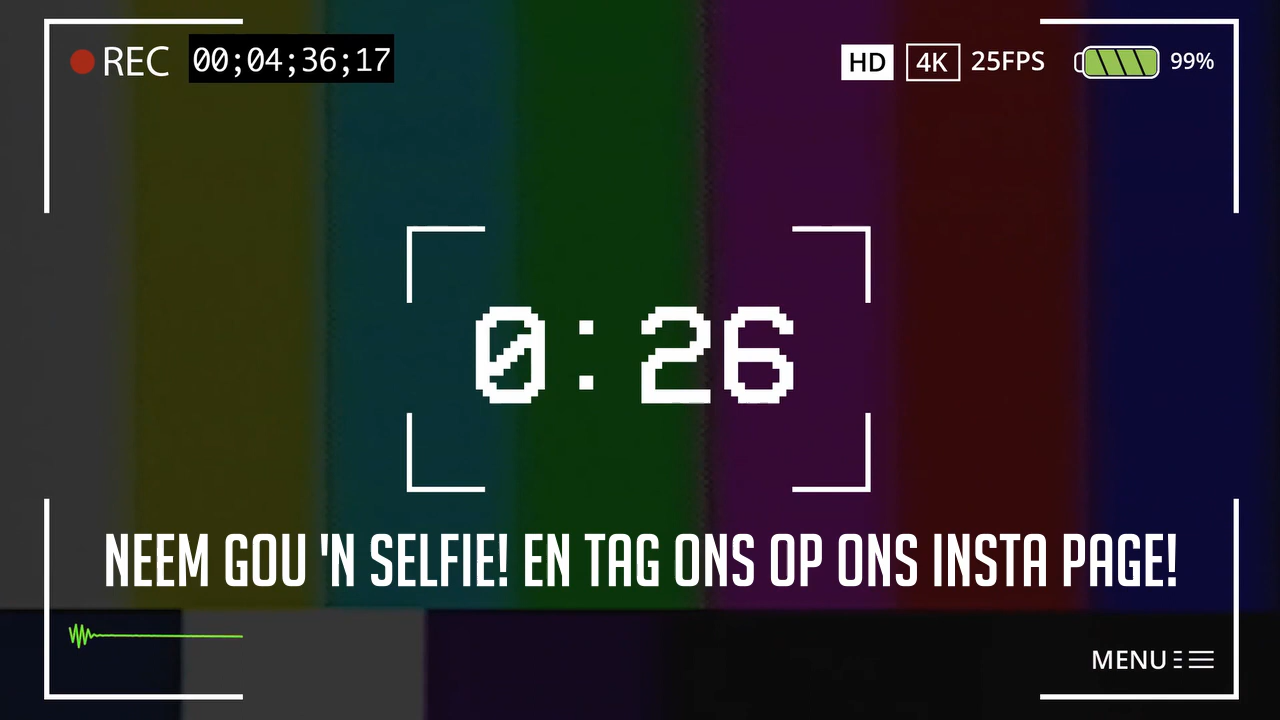 REC 00;04;36;17 HD 4K 25FPS 99%
0:26
NEEM GOU 'N SELFIE! EN TAG ONS OP ONS INSTA PAGE!
MENU